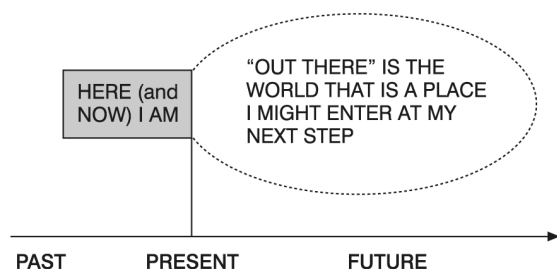 HERE (and
NOW) I AM
“OUT THERE” IS THE
WORLD THAT IS A PLACE
I MIGHT ENTER AT MY
NEXT STEP
PAST PRESENT FUTURE